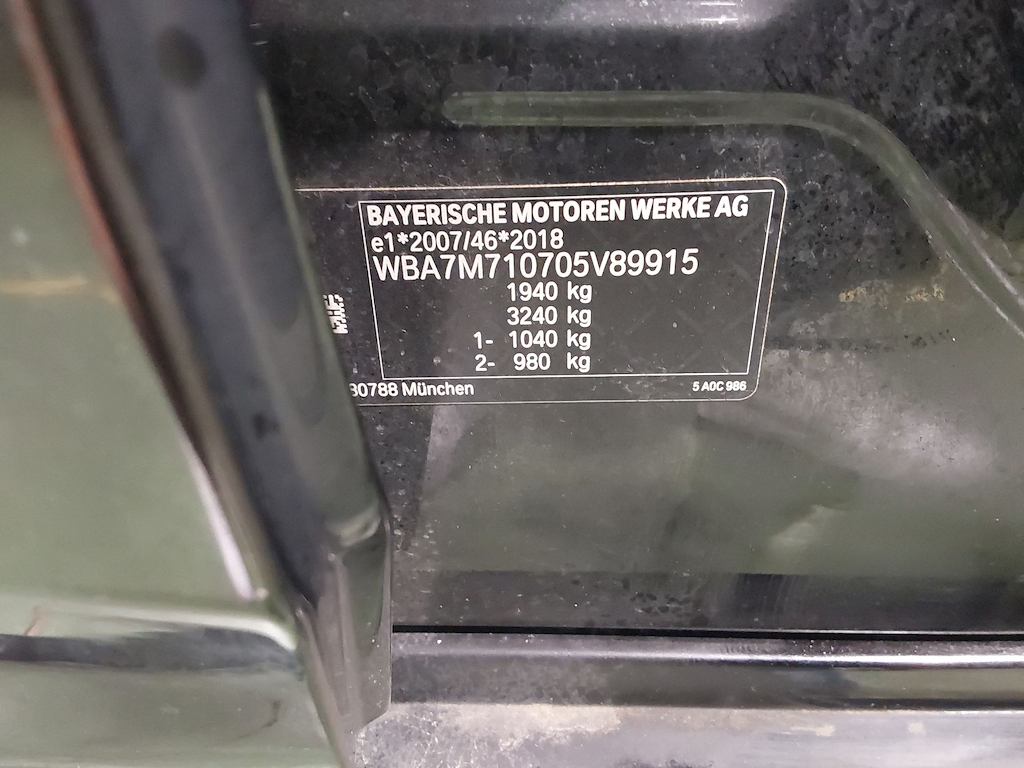 BAYERISCHE MOTOREN WERKE AG
e1*2007/46*2018
WBA7M710705V89915
1940 kg
3240 kg
1- 1040 kg
2- 980 kg
80788 München
5 A0C 986